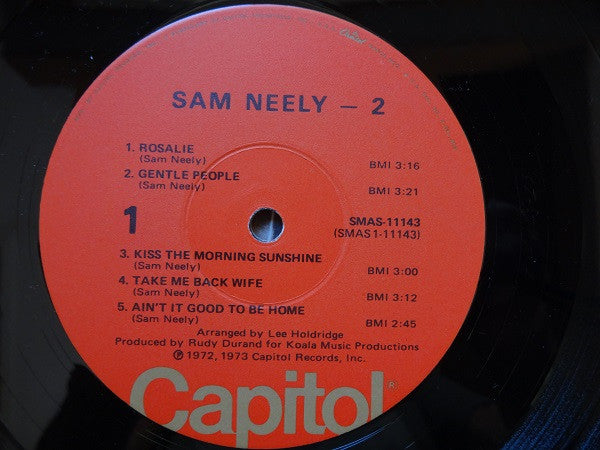 Capitol
SAM NEELY — 2
1. ROSALIE
(Sam Neely) BMI 3:16
2. GENTLE PEOPLE
(Sam Neely) BMI 3:21
1
SMAS-11143
(SMAS 1-11143)
3. KISS THE MORNING SUNSHINE
(Sam Neely) BMI 3:00
4. TAKE ME BACK WIFE
(Sam Neely) BMI 3:12
5. AIN'T IT GOOD TO BE HOME
(Sam Neely) BMI 2:45
Arranged by Lee Holdridge
Produced by Rudy Durand for Koala Music Productions
℗ 1972, 1973 Capitol Records, Inc.
Capitol®